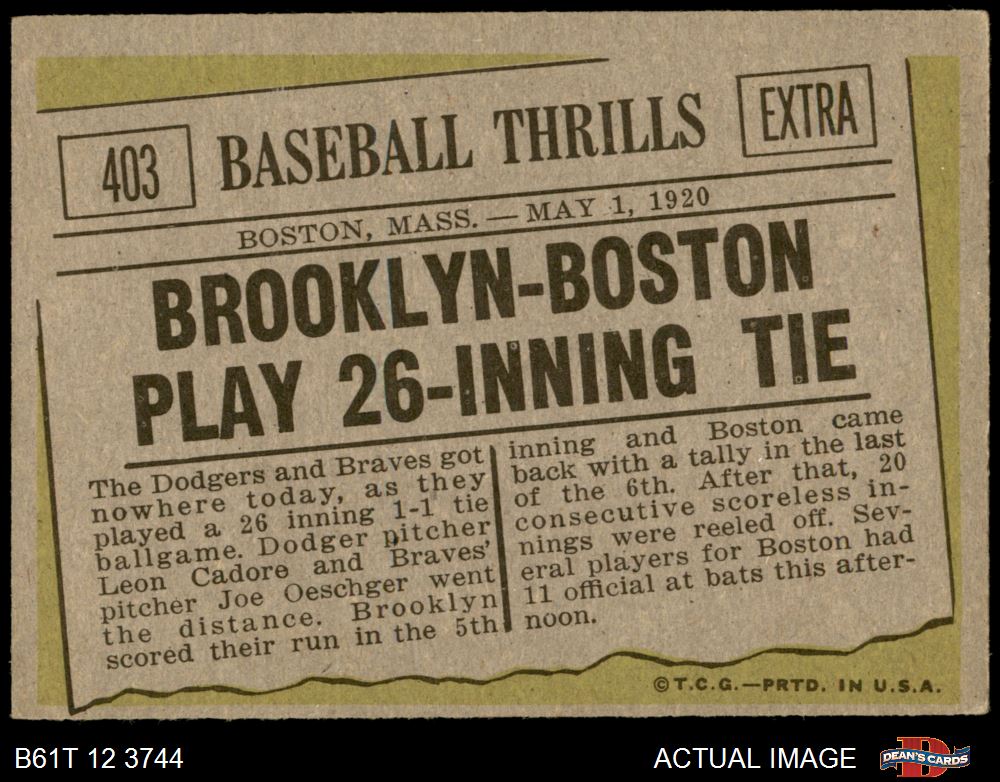 403
BASEBALL THRILLS
EXTRA
BOSTON, MASS. — MAY 1, 1920
BROOKLYN-BOSTON
PLAY 26-INNING TIE
The Dodgers and Braves got
nowhere today, as they
played a 26 inning 1-1 tie
ballgame. Dodger pitcher
Leon Cadore and Braves'
pitcher Joe Oeschger went
the distance. Brooklyn
scored their run in the 5th
inning and Boston came
back with a tally in the last
of the 6th. After that, 20
consecutive scoreless in-
nings were reeled off. Sev-
eral players for Boston had
11 official at bats this after-
noon.
© T.C.G.—PRTD. IN U.S.A.
B61T 12 3744
ACTUAL IMAGE
DEAN'S CARDS